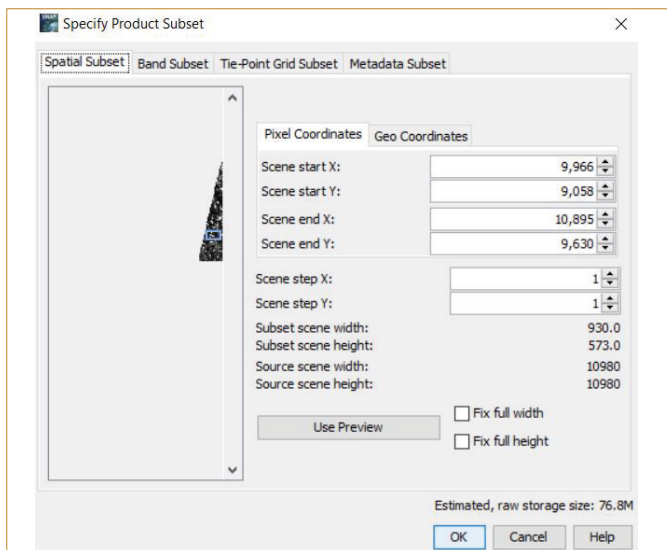 Specify Product Subset
Spatial Subset Band Subset Tie-Point Grid Subset Metadata Subset
Pixel Coordinates Geo Coordinates
Scene start X: 9,966
Scene start Y: 9,058
Scene end X: 10,895
Scene end Y: 9,630
Scene step X: 1
Scene step Y: 1
Subset scene width: 930.0
Subset scene height: 573.0
Source scene width: 10980
Source scene height: 10980
Use Preview
Fix full width
Fix full height
Estimated, raw storage size: 76.8M
OK Cancel Help